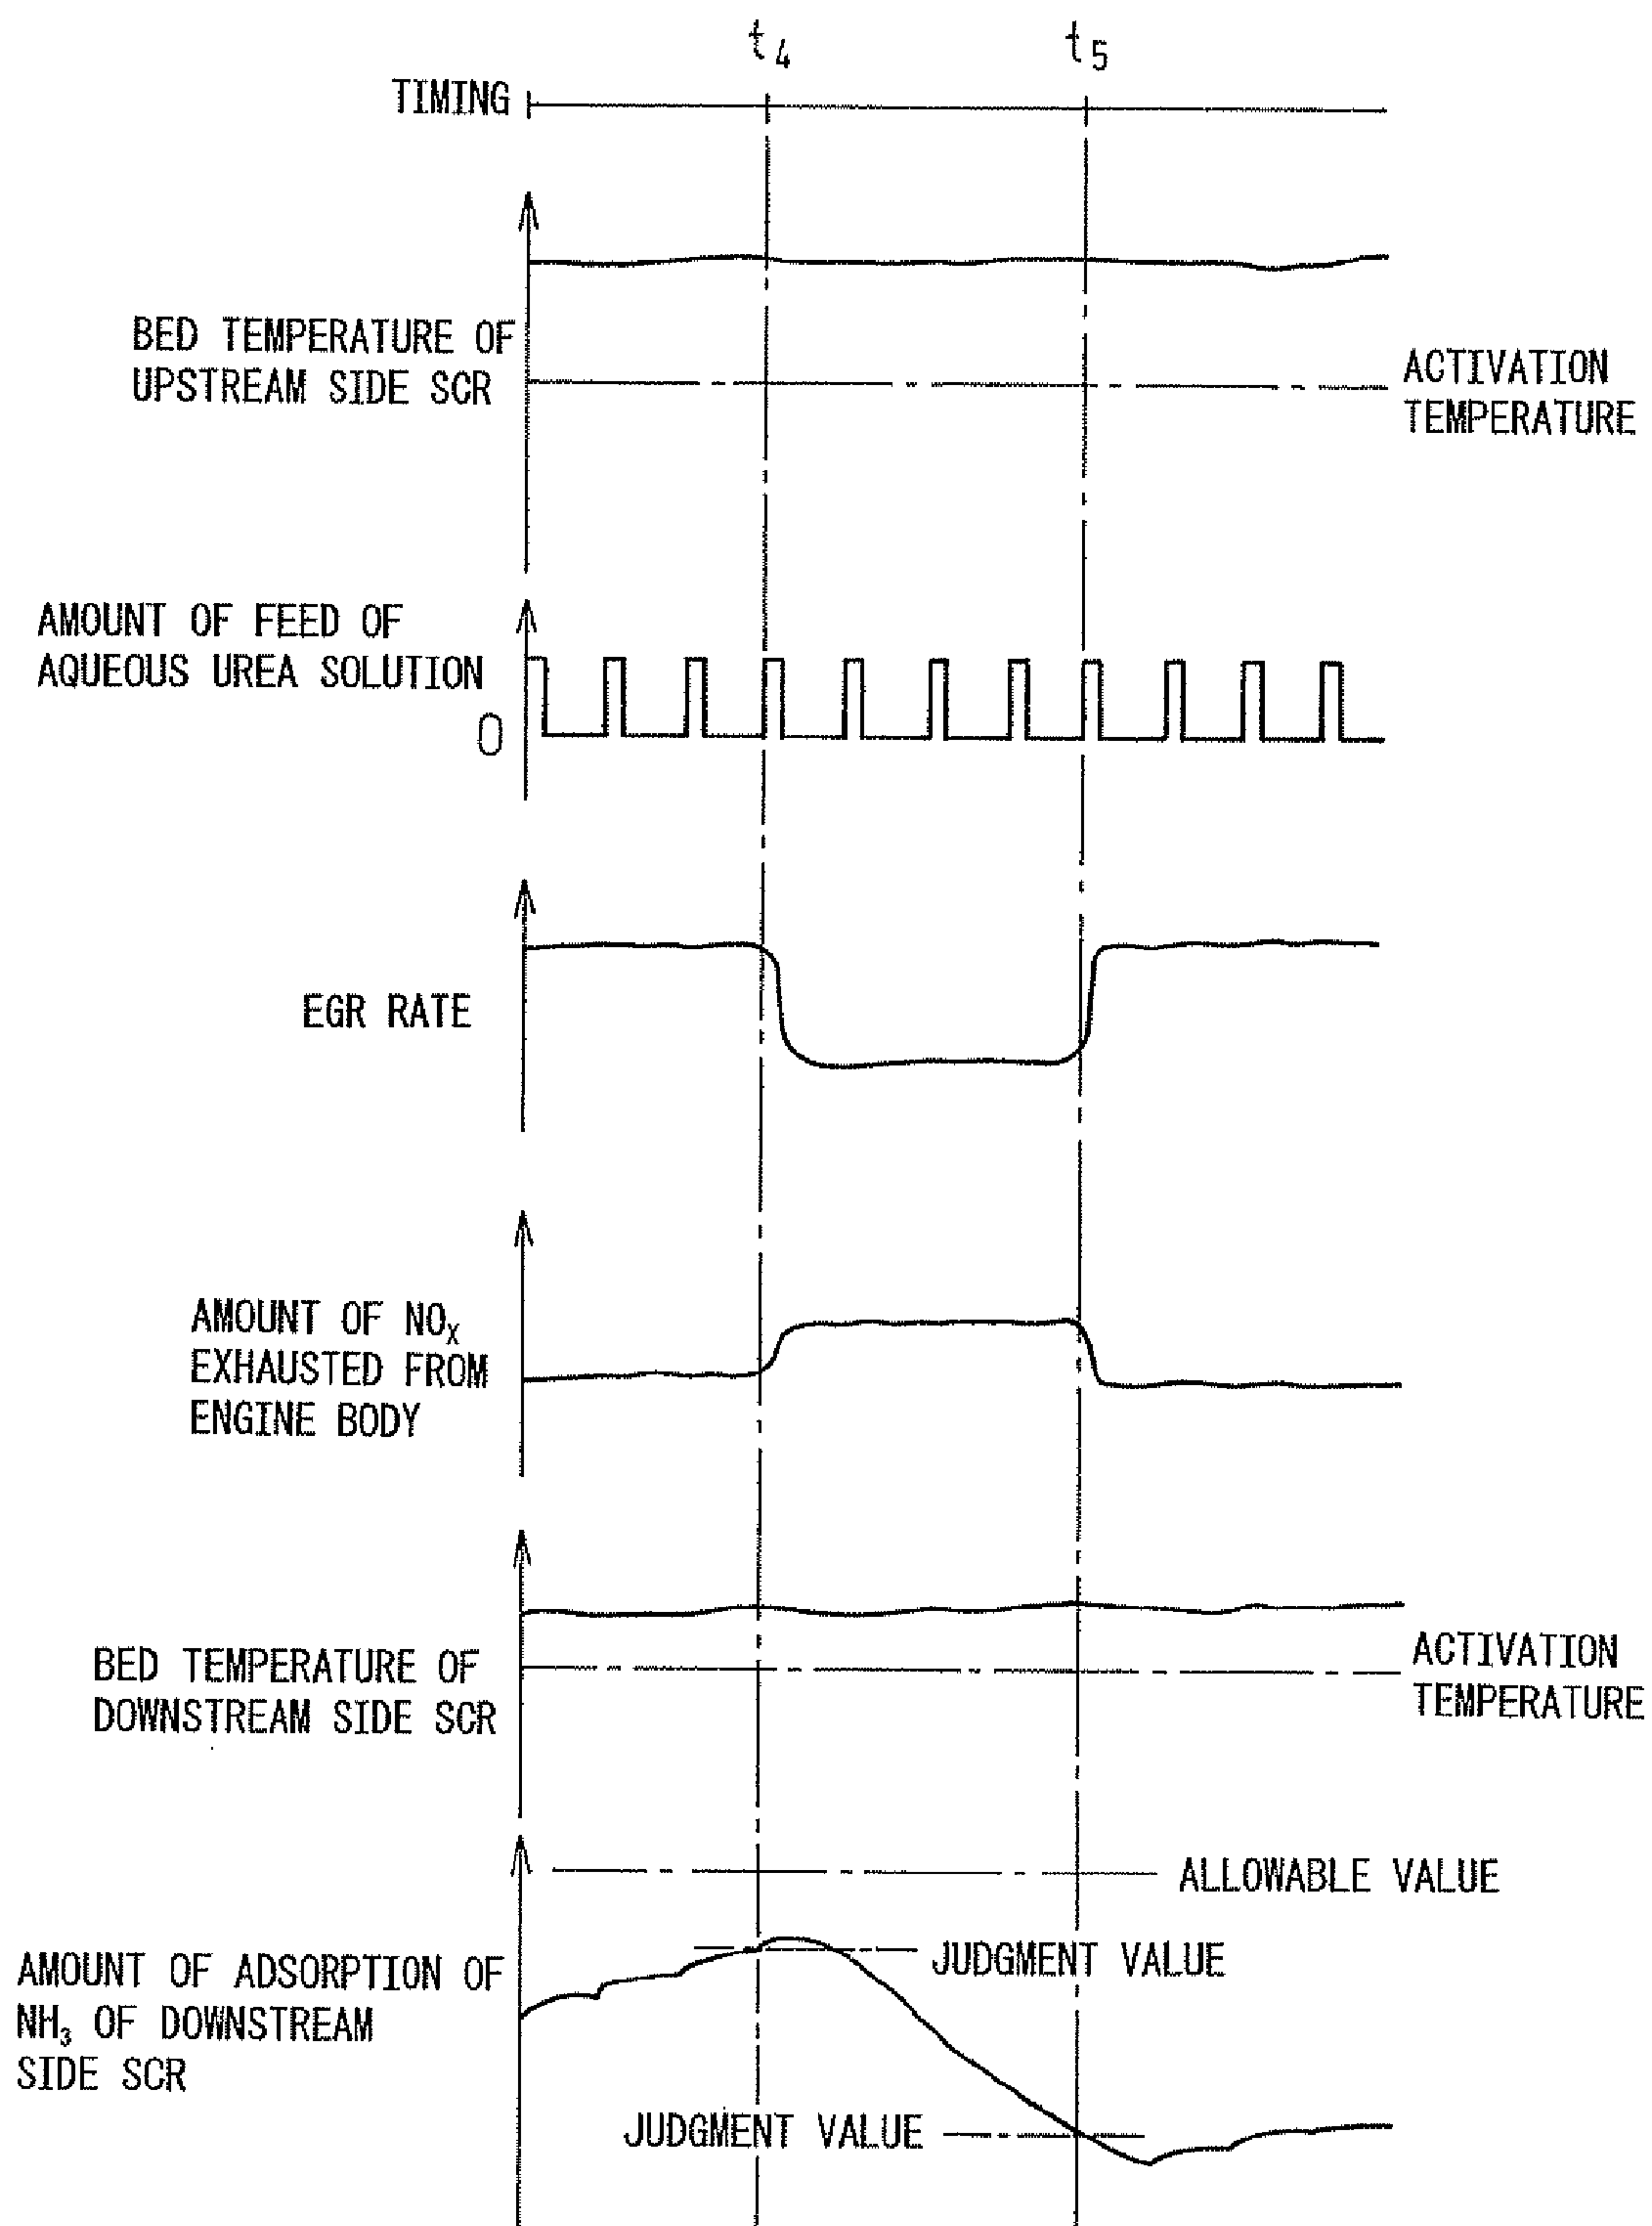 t4 t5
TIMING
BED TEMPERATURE OF
UPSTREAM SIDE SCR
ACTIVATION
TEMPERATURE
AMOUNT OF FEED OF
AQUEOUS UREA SOLUTION
0
EGR RATE
AMOUNT OF NOX
EXHAUSTED FROM
ENGINE BODY
BED TEMPERATURE OF
DOWNSTREAM SIDE SCR
ACTIVATION
TEMPERATURE
ALLOWABLE VALUE
JUDGMENT VALUE
AMOUNT OF ADSORPTION OF
NH3 OF DOWNSTREAM
SIDE SCR
JUDGMENT VALUE